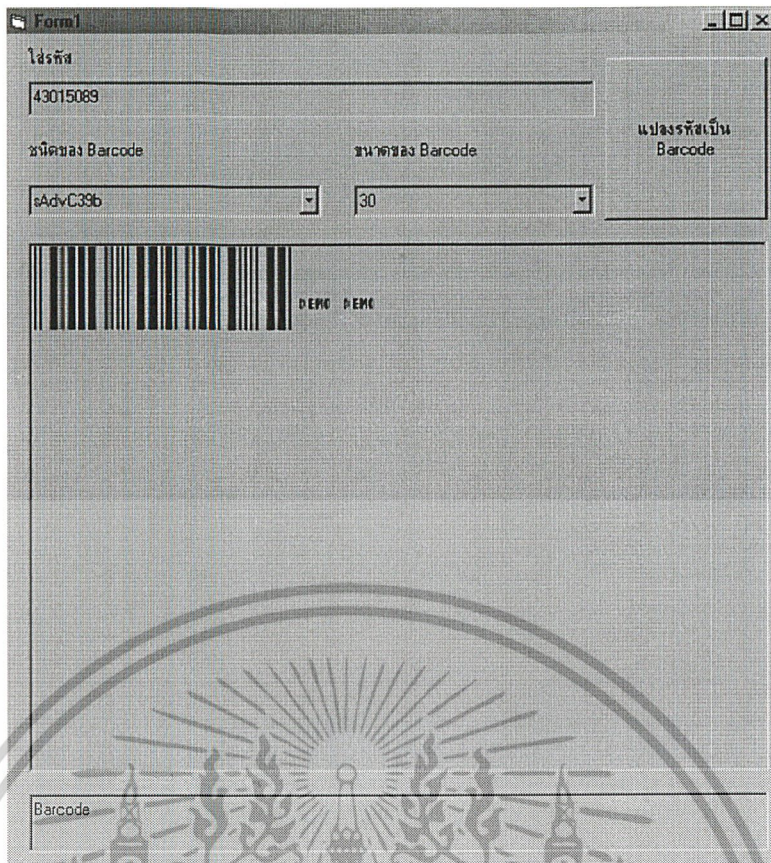 Form1
ใส่รหัส
43015089
แปลงรหัสเป็น
Barcode
ชนิดของ Barcode
ขนาดของ Barcode
sAdvC39b
30
DEMO DEMO
Barcode